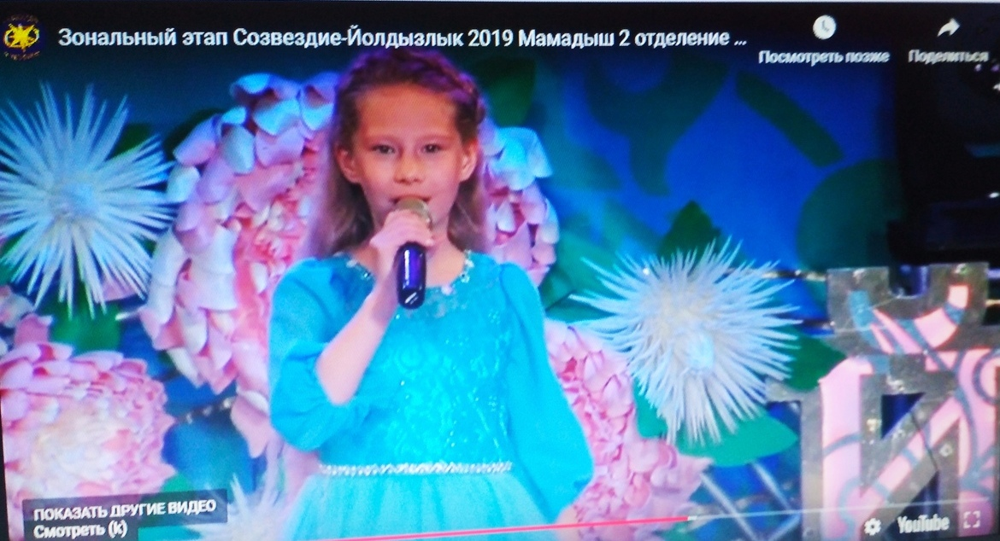 Зональный этап Созвездие-Йолдызлык 2019 Мамадыш 2 отделение ...
Посмотреть позже
Поделиться
Й
ПОКАЗАТЬ ДРУГИЕ ВИДЕО
Смотреть (k)
YouTube